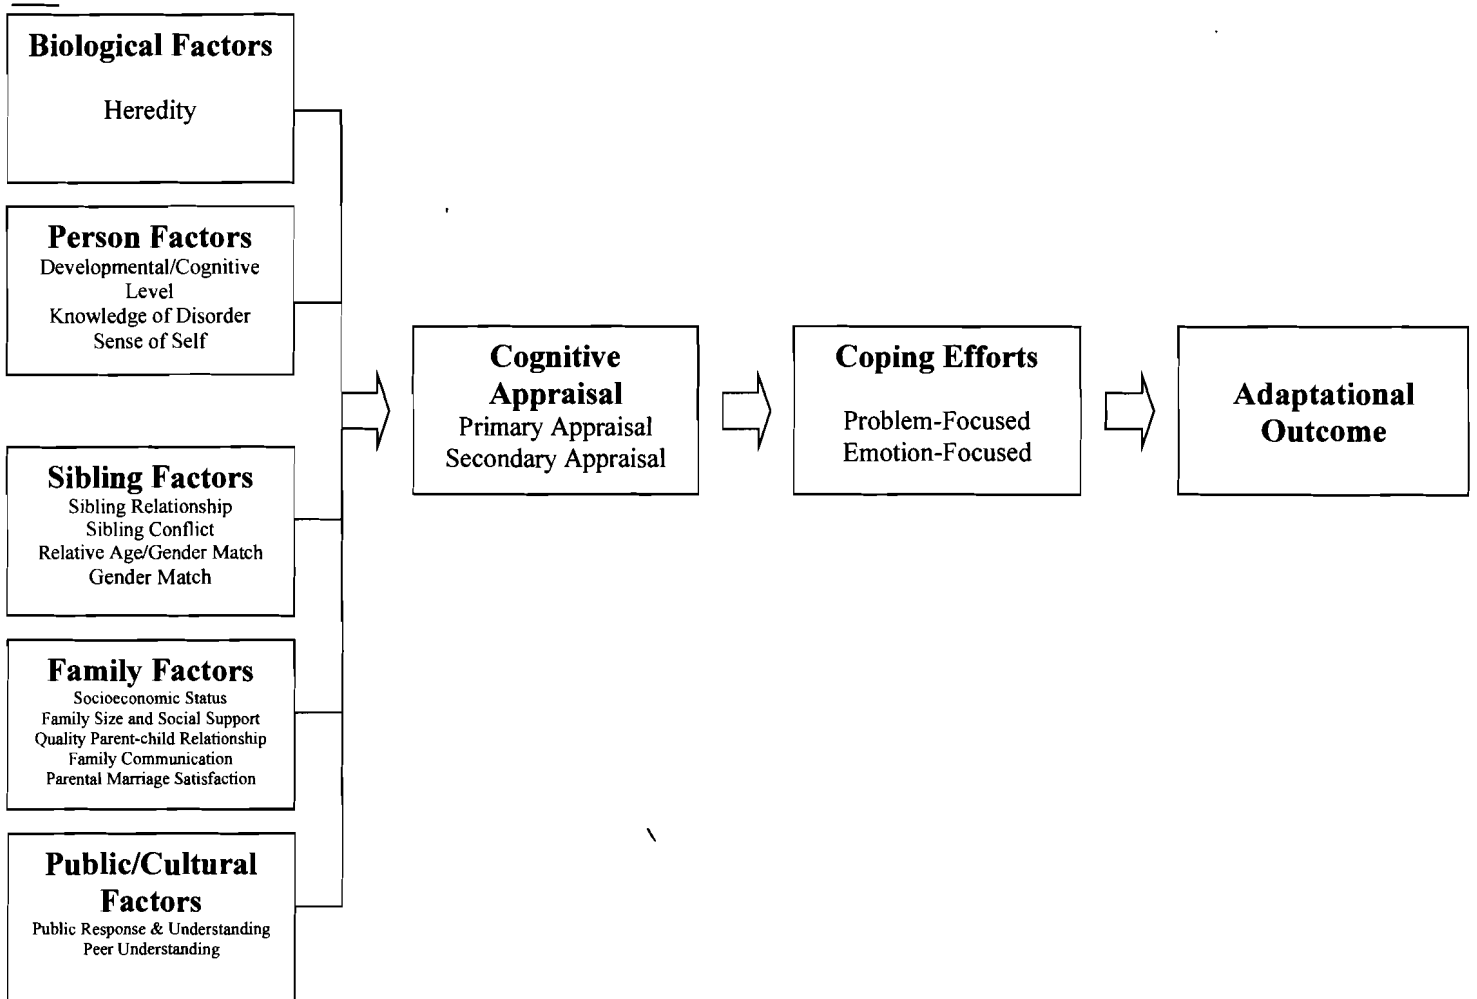 Biological Factors
Heredity
Person Factors
Developmental/Cognitive
Level
Knowledge of Disorder
Sense of Self
Sibling Factors
Sibling Relationship
Sibling Conflict
Relative Age/Gender Match
Gender Match
Family Factors
Socioeconomic Status
Family Size and Social Support
Quality Parent-child Relationship
Family Communication
Parental Marriage Satisfaction
Public/Cultural
Factors
Public Response & Understanding
Peer Understanding
Cognitive
Appraisal
Primary Appraisal
Secondary Appraisal
Coping Efforts
Problem-Focused
Emotion-Focused
Adaptational
Outcome